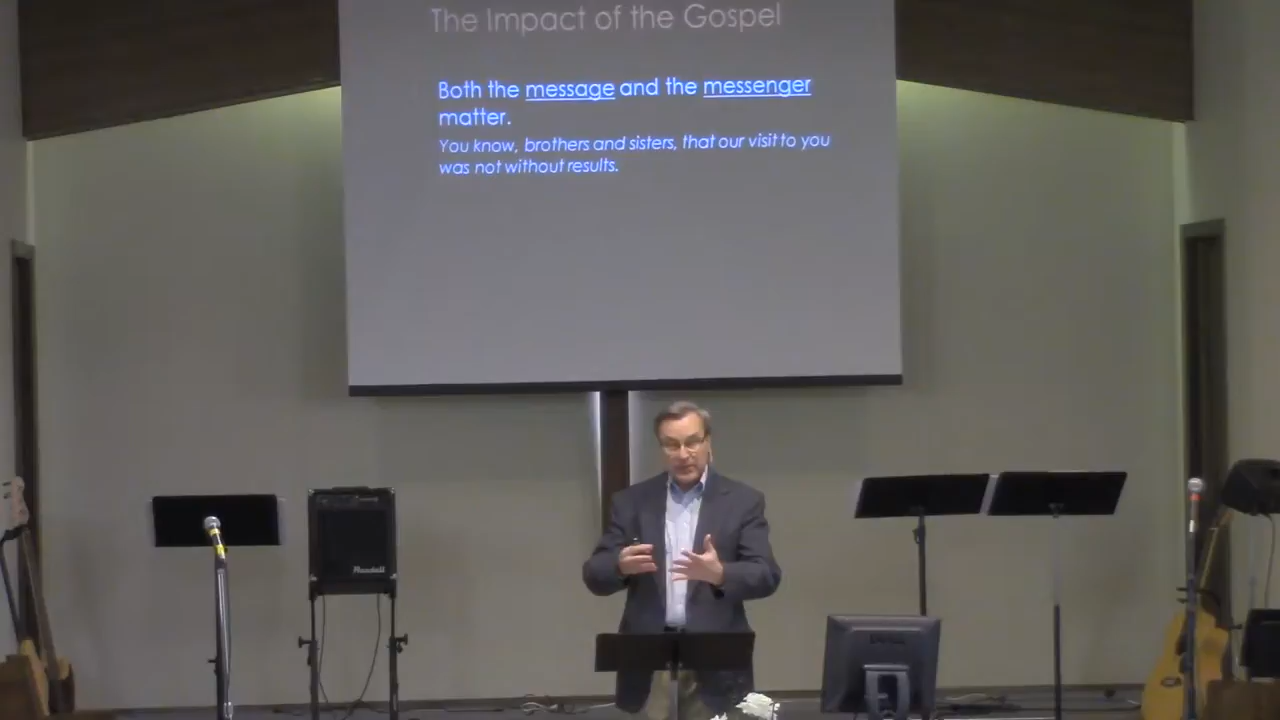 The Impact of the Gospel
Both the message and the messenger
matter.
You know, brothers and sisters, that our visit to you
was not without results.
Randall